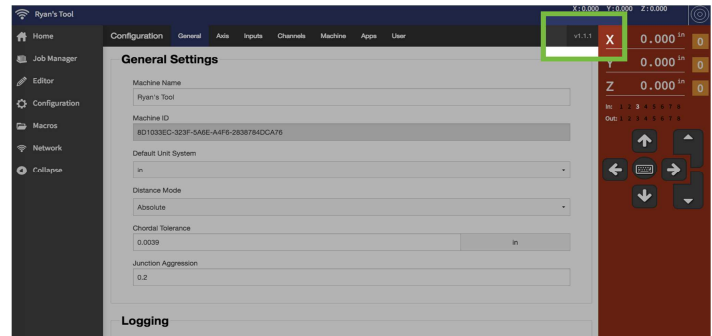 Ryan's Tool
X:0.000 Y:0.000 Z:0.000
Home
Job Manager
Editor
Configuration
Macros
Network
Collapse
Configuration General Axis Inputs Channels Machine Apps User v1.1.1
General Settings
Machine Name
Ryan's Tool
Machine ID
8D1033EC-323F-5A6E-A4F6-2838784DCA76
Default Unit System
in
Distance Mode
Absolute
Chordal Tolerance
0.0039 in
Junction Aggression
0.2
Logging
X 0.000 in 0
Y 0.000 in 0
Z 0.000 in 0
In: 1 2 3 4 5 6 7 8
Out: 1 2 3 4 5 6 7 8